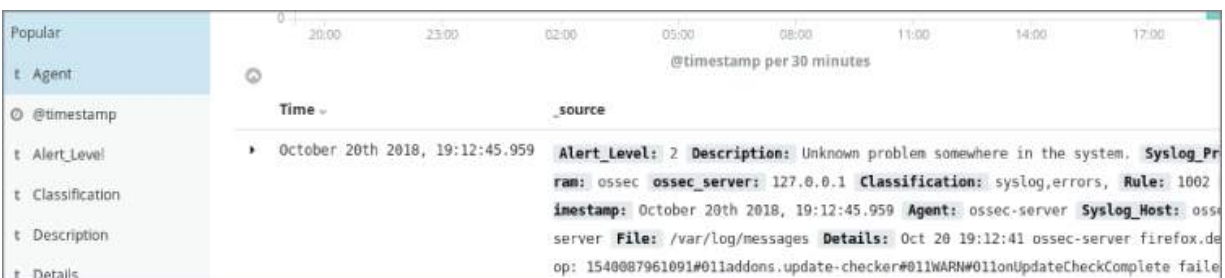 Popular
t Agent
@timestamp
t Alert_Level
t Classification
t Description
t Details
0
20:00 23:00 02:00 05:00 08:00 11:00 14:00 17:00
@timestamp per 30 minutes
Time _source
October 20th 2018, 19:12:45.959 Alert_Level: 2 Description: Unknown problem somewhere in the system. Syslog_Pr
ram: ossec ossec_server: 127.0.0.1 Classification: syslog,errors, Rule: 1002
imestamp: October 20th 2018, 19:12:45.959 Agent: ossec-server Syslog_Host: osse
server File: /var/log/messages Details: Oct 20 19:12:41 ossec-server firefox.de
op: 1540087961091#011addons.update-checker#011WARN#011onUpdateCheckComplete faile